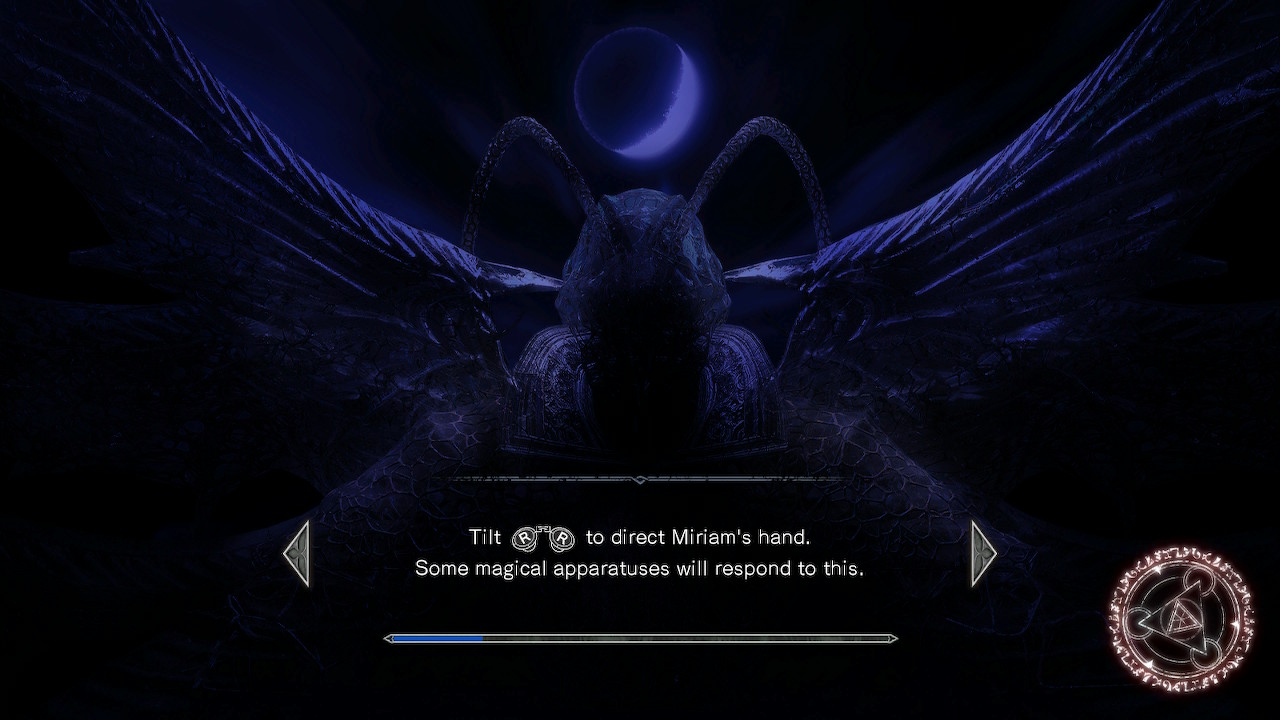 Tilt R R to direct Miriam's hand.
Some magical apparatuses will respond to this.